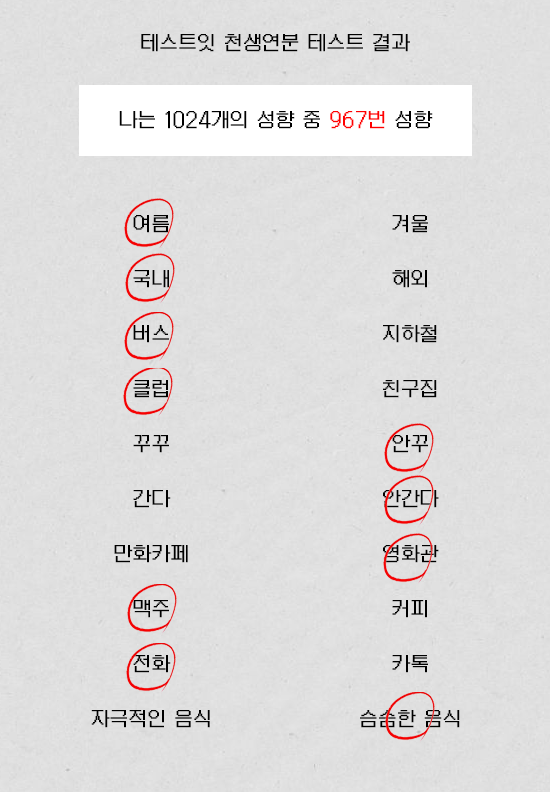 테스트잇 천생연분 테스트 결과
나는 1024개의 성향 중 967번 성향
여름 겨울
국내 해외
버스 지하철
클럽 친구집
꾸꾸 안꾸
간다 안간다
만화카페 영화관
맥주 커피
전화 카톡
자극적인 음식 슴슴한 음식